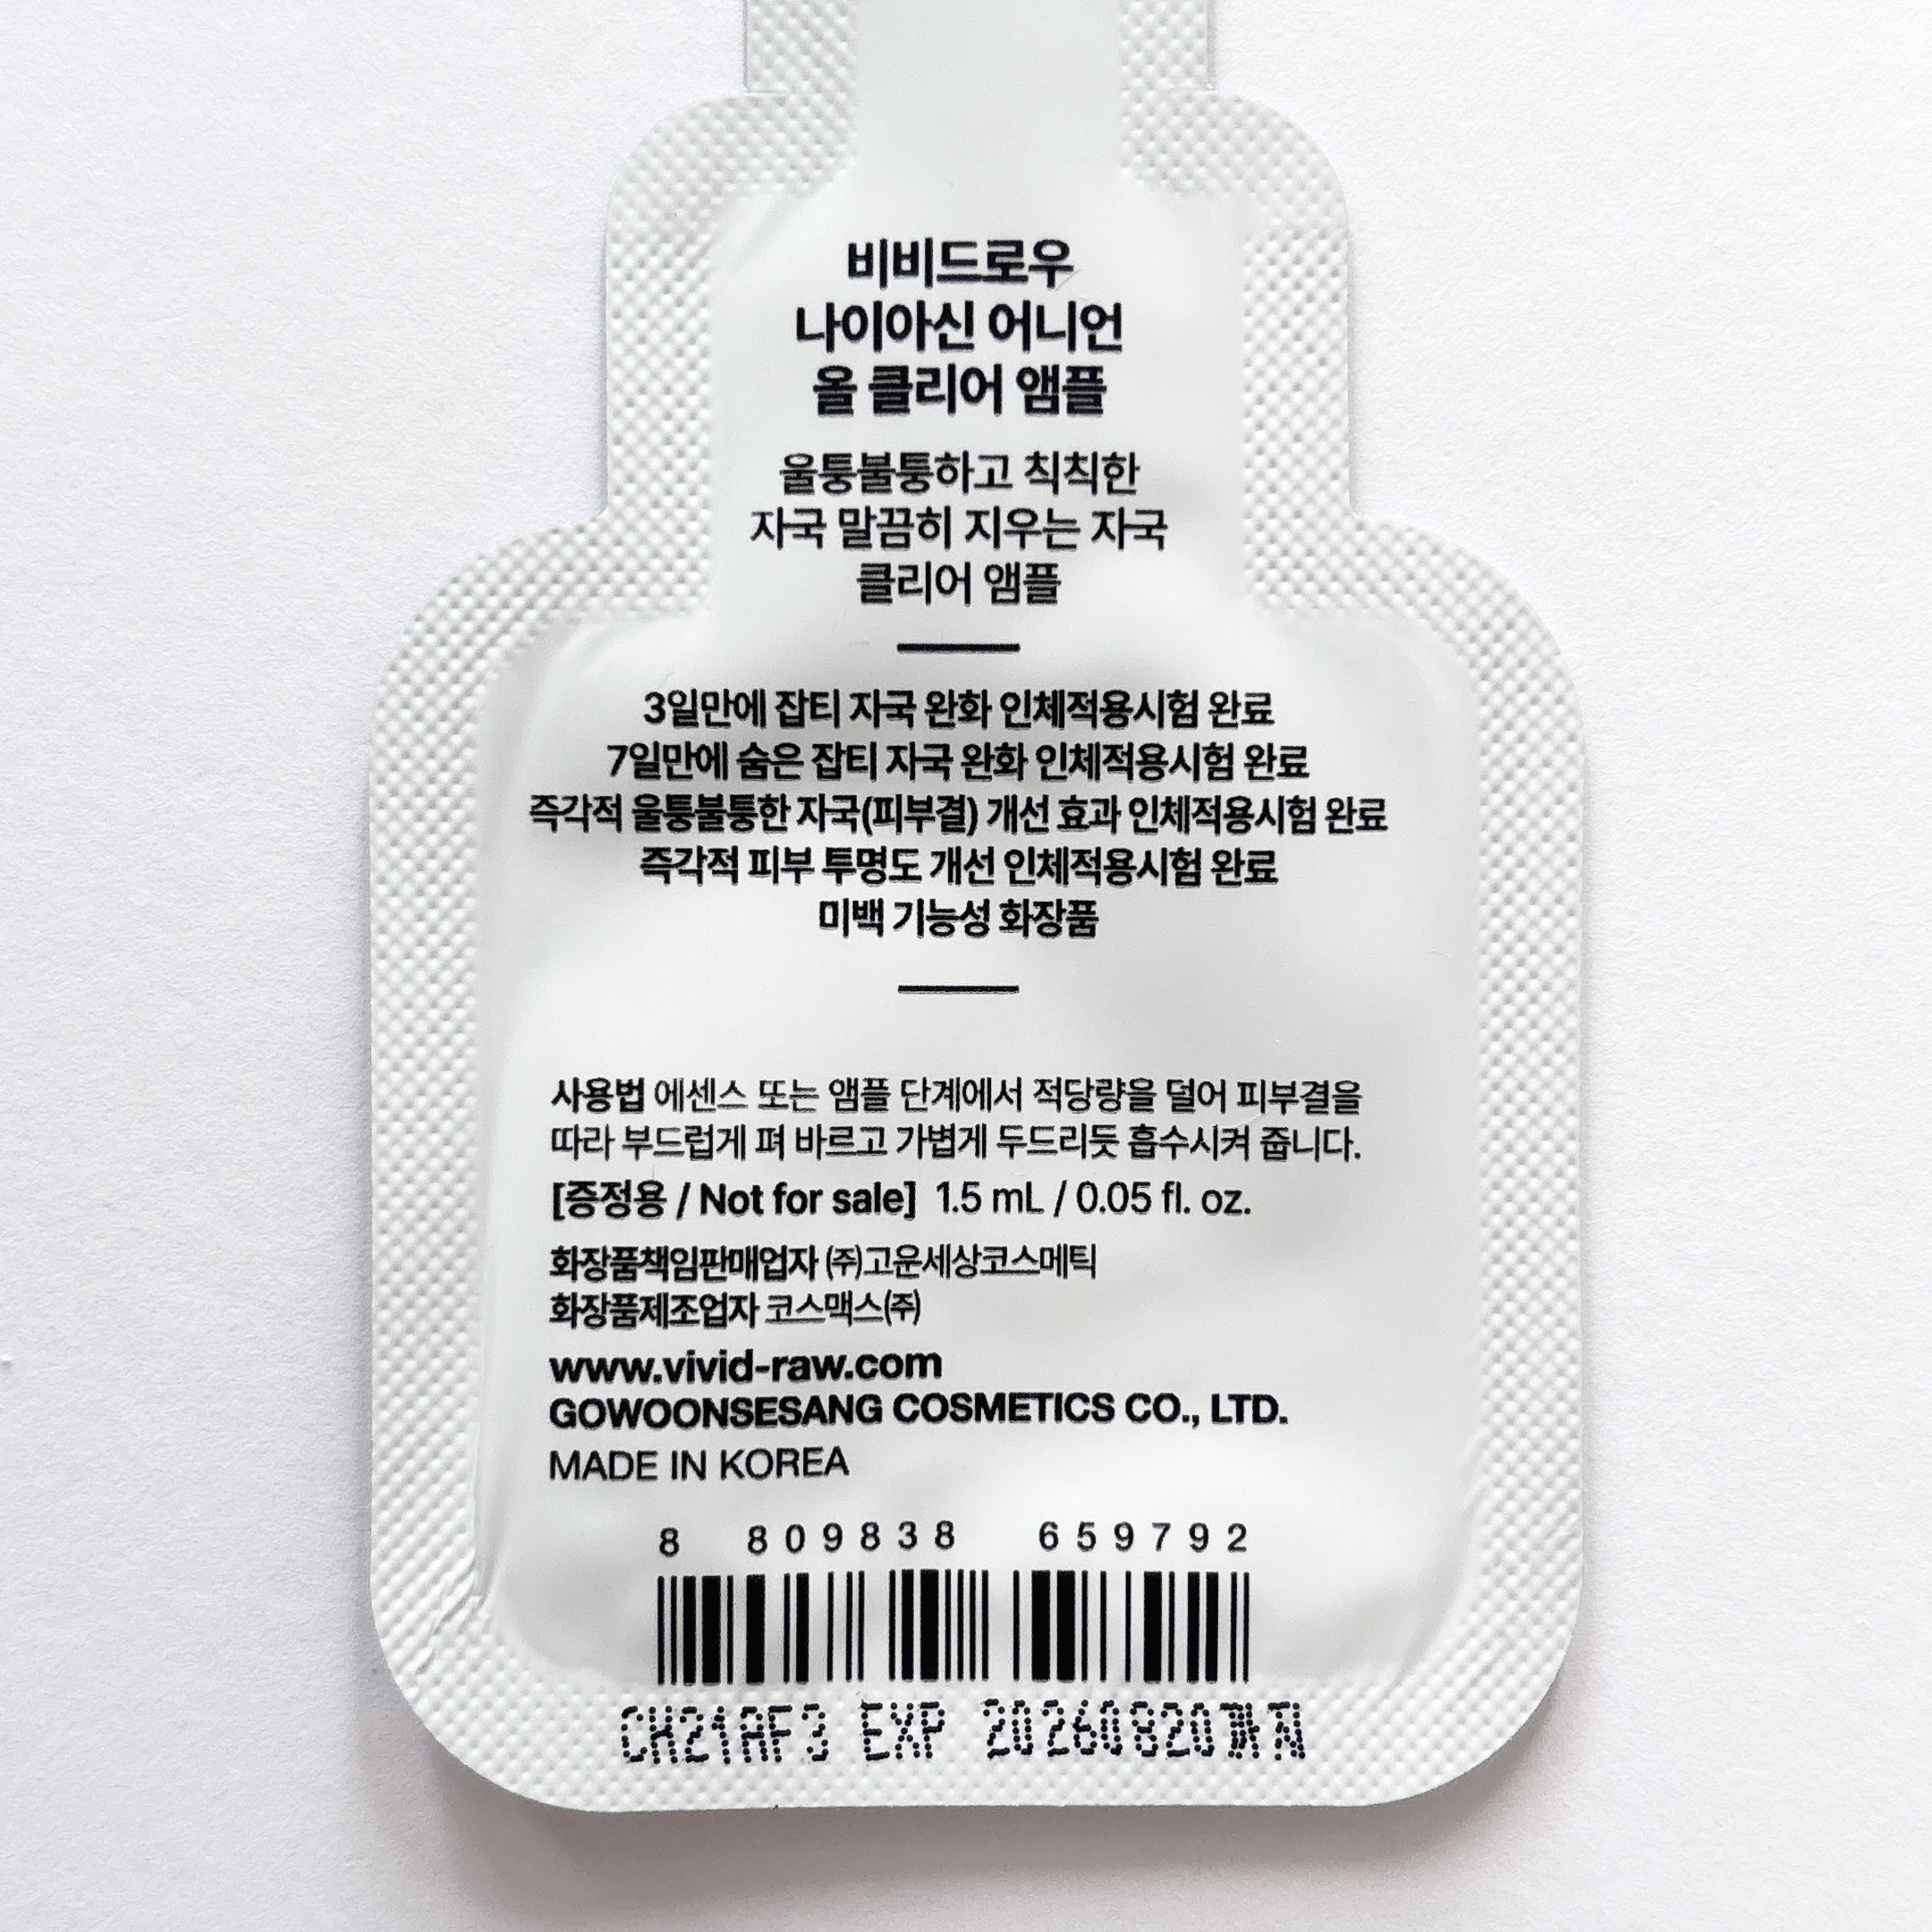 비비드로우
나이아신 어니언
올 클리어 앰플
울퉁불퉁하고 칙칙한
자국 말끔히 지우는 자국
클리어 앰플
3일만에 잡티 자국 완화 인체적용시험 완료
7일만에 숨은 잡티 자국 완화 인체적용시험 완료
즉각적 울퉁불퉁한 자국(피부결) 개선 효과 인체적용시험 완료
즉각적 피부 투명도 개선 인체적용시험 완료
미백 기능성 화장품
사용법 에센스 또는 앰플 단계에서 적당량을 덜어 피부결을
따라 부드럽게 펴 바르고 가볍게 두드리듯 흡수시켜 줍니다.
[증정용 / Not for sale] 1.5 mL / 0.05 fl. oz.
화장품책임판매업자 ㈜고운세상코스메틱
화장품제조업자 코스맥스㈜
www.vivid-raw.com
GOWOONSESANG COSMETICS CO., LTD.
MADE IN KOREA
8 809838 659792
CH21AF3 EXP 20260820까지